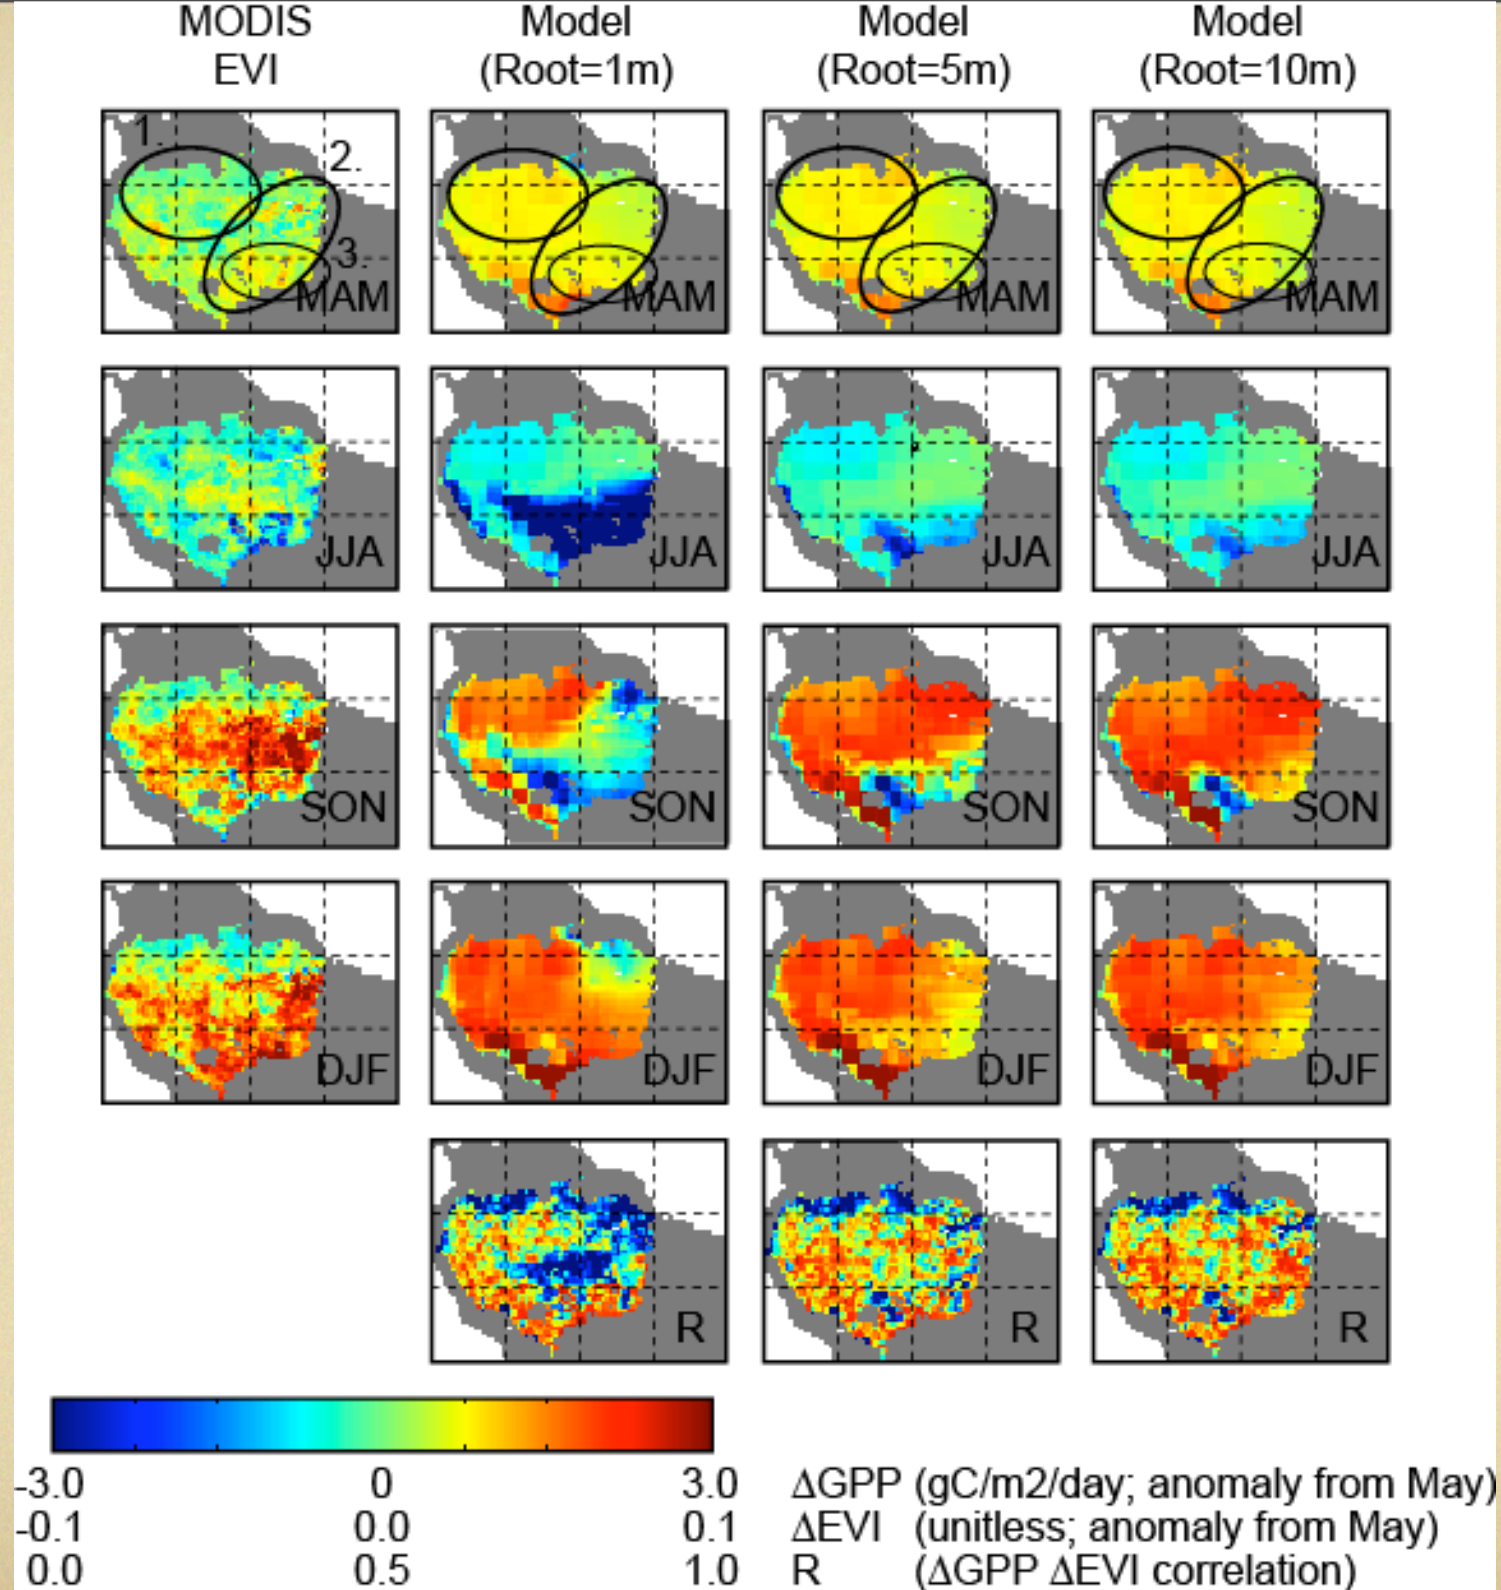 MODIS
EVI
Model
(Root=1m)
Model
(Root=5m)
Model
(Root=10m)
1.
2.
3.
MAM
MAM
MAM
MAM
JJA
JJA
JJA
JJA
SON
SON
SON
SON
DJF
DJF
DJF
DJF
R
R
R
-3.0 0 3.0 ΔGPP (gC/m2/day; anomaly from May)
-0.1 0.0 0.1 ΔEVI (unitless; anomaly from May)
0.0 0.5 1.0 R (ΔGPP ΔEVI correlation)